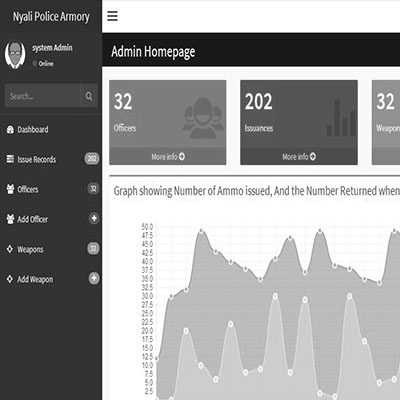 Nyali Police Armory
system Admin
Online
Search...
Dashboard
Issue Records 202
Officers 32
Add Officer +
Weapons 32
Add Weapon +
Admin Homepage
32
Officers
More info
202
Issuances
More info
32
Weapon
Graph showing Number of Ammo issued, And the Number Returned when
50.0
47.5
45.0
42.5
40.0
37.5
35.0
32.5
30.0
27.5
25.0
22.5
20.0
17.5
15.0
12.5
10.0
7.5
5.0
2.5